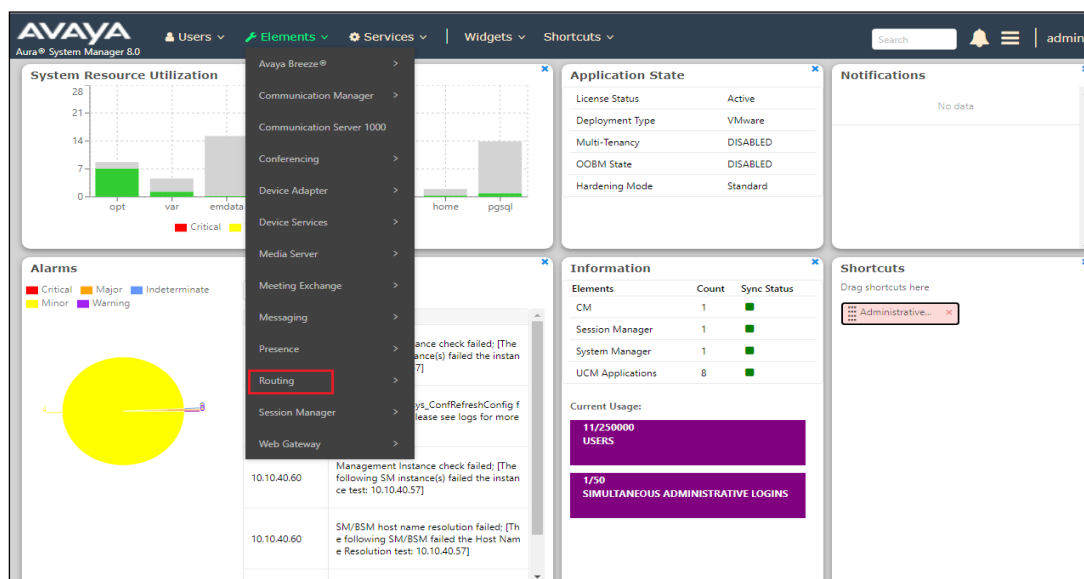 AVAYA
Aura® System Manager 8.0
Users
Elements
Services
Widgets
Shortcuts
Search
admin
Avaya Breeze®
Communication Manager
Communication Server 1000
Conferencing
Device Adapter
Device Services
Media Server
Meeting Exchange
Messaging
Presence
Routing
Session Manager
Web Gateway
System Resource Utilization
28
21
14
7
0
opt var emdata home pgsql
Critical
Application State
License Status Active
Deployment Type VMware
Multi-Tenancy DISABLED
OOBM State DISABLED
Hardening Mode Standard
Notifications
No data
Alarms
Critical Major Indeterminate
Minor Warning
ance check failed; [The
ance(s) failed the instan
7]
ys_ConfRefreshConfig f
lease see logs for more
10.10.40.60
Management Instance check failed; [The
following SM instance(s) failed the instan
ce test: 10.10.40.57]
10.10.40.60
SM/BSM host name resolution failed; [Th
e following SM/BSM failed the Host Nam
e Resolution test: 10.10.40.57]
Information
Elements Count Sync Status
CM 1
Session Manager 1
System Manager 1
UCM Applications 8
Current Usage:
11/250000
USERS
1/50
SIMULTANEOUS ADMINISTRATIVE LOGINS
Shortcuts
Drag shortcuts here
Administrative...